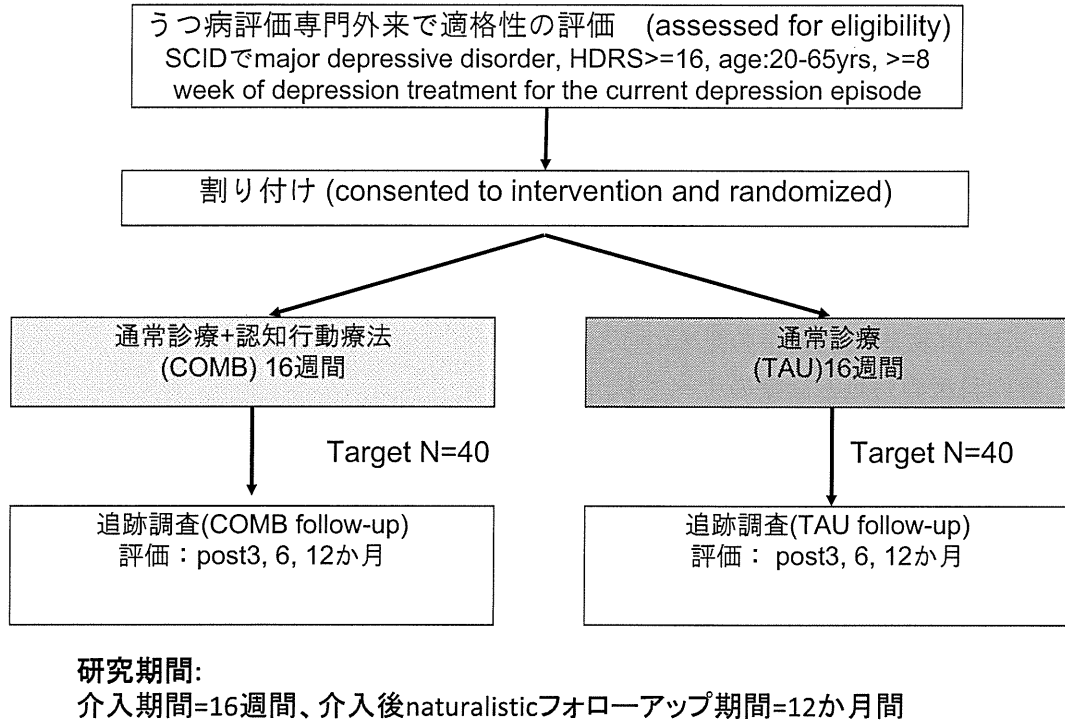 うつ病評価専門外来で適格性の評価 (assessed for eligibility)
SCIDでmajor depressive disorder, HDRS>=16, age:20-65yrs, >=8
week of depression treatment for the current depression episode
割り付け (consented to intervention and randomized)
通常診療+認知行動療法
(COMB) 16週間
通常診療
(TAU)16週間
Target N=40
Target N=40
追跡調査(COMB follow-up)
評価：post3, 6, 12か月
追跡調査(TAU follow-up)
評価： post3, 6, 12か月
研究期間:
介入期間=16週間、介入後naturalisticフォローアップ期間=12か月間